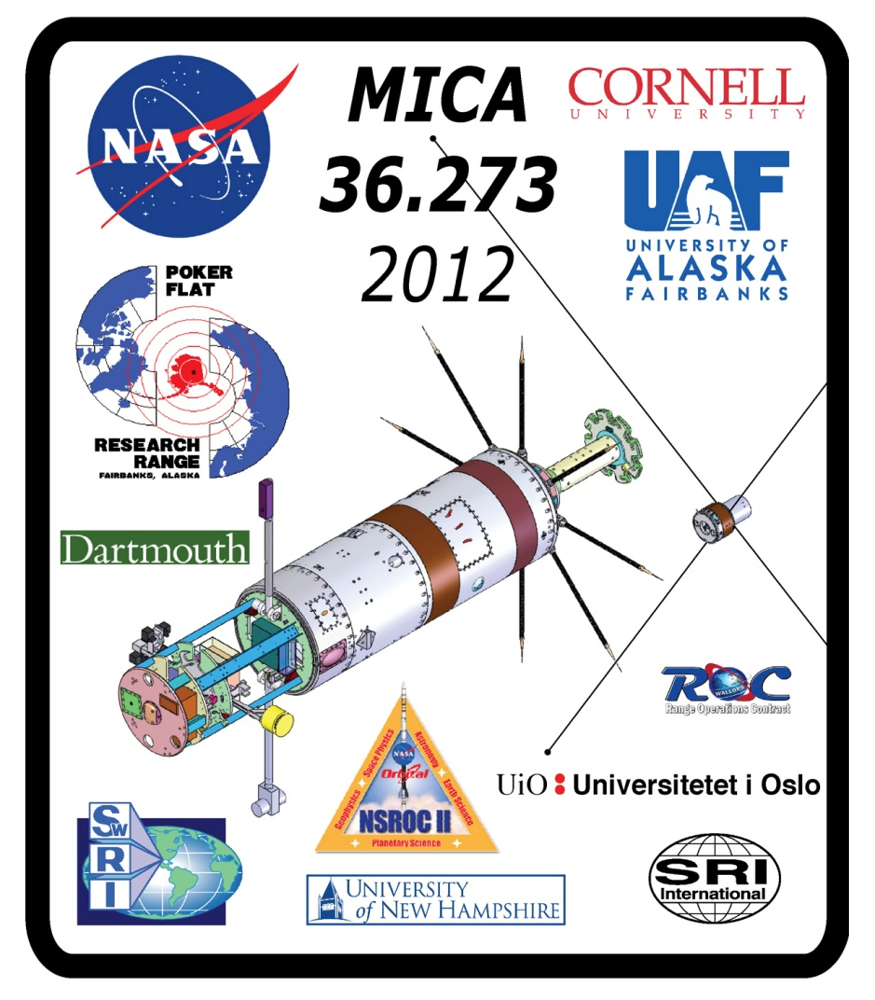 NASA
MICA
36.273
2012
CORNELL
UNIVERSITY
UAF
UNIVERSITY OF
ALASKA
FAIRBANKS
POKER
FLAT
RESEARCH
RANGE
FAIRBANKS, ALASKA
Dartmouth
ROC
WALLOPS
Range Operations Contract
UiO : Universitetet i Oslo
Geophysics
Space Physics
Astronomy
Earth Science
NASA
Orbital
NSROC II
Planetary Science
SwRI
UNIVERSITY
of NEW HAMPSHIRE
SRI
International